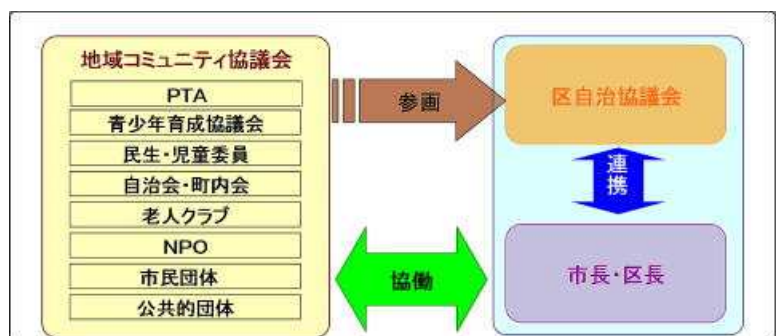 地域コミュニティ協議会
PTA
青少年育成協議会
民生・児童委員
自治会・町内会
老人クラブ
NPO
市民団体
公共的団体
参画
協働
区自治協議会
連携
市長・区長